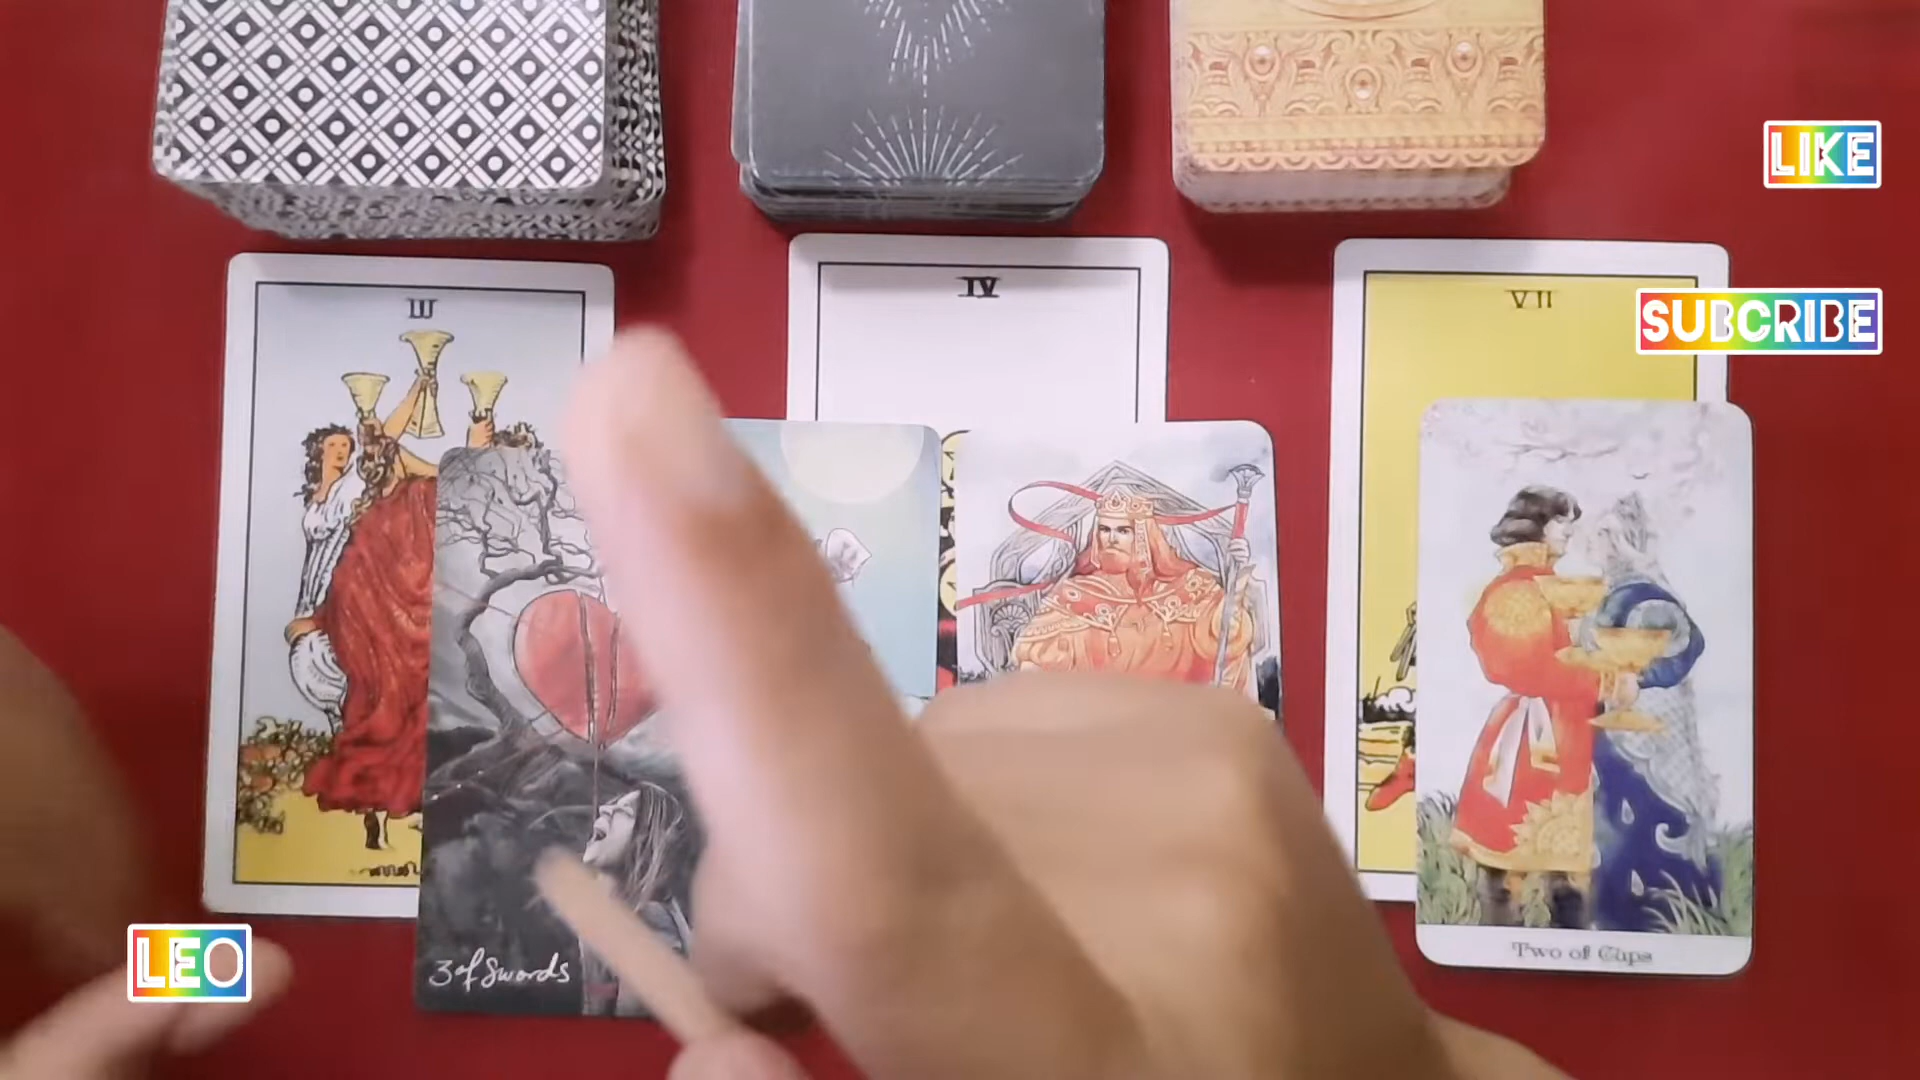 LIKE
III
IV
VII
SUBCRIBE
LEO
3 of Swords
Two of Cups